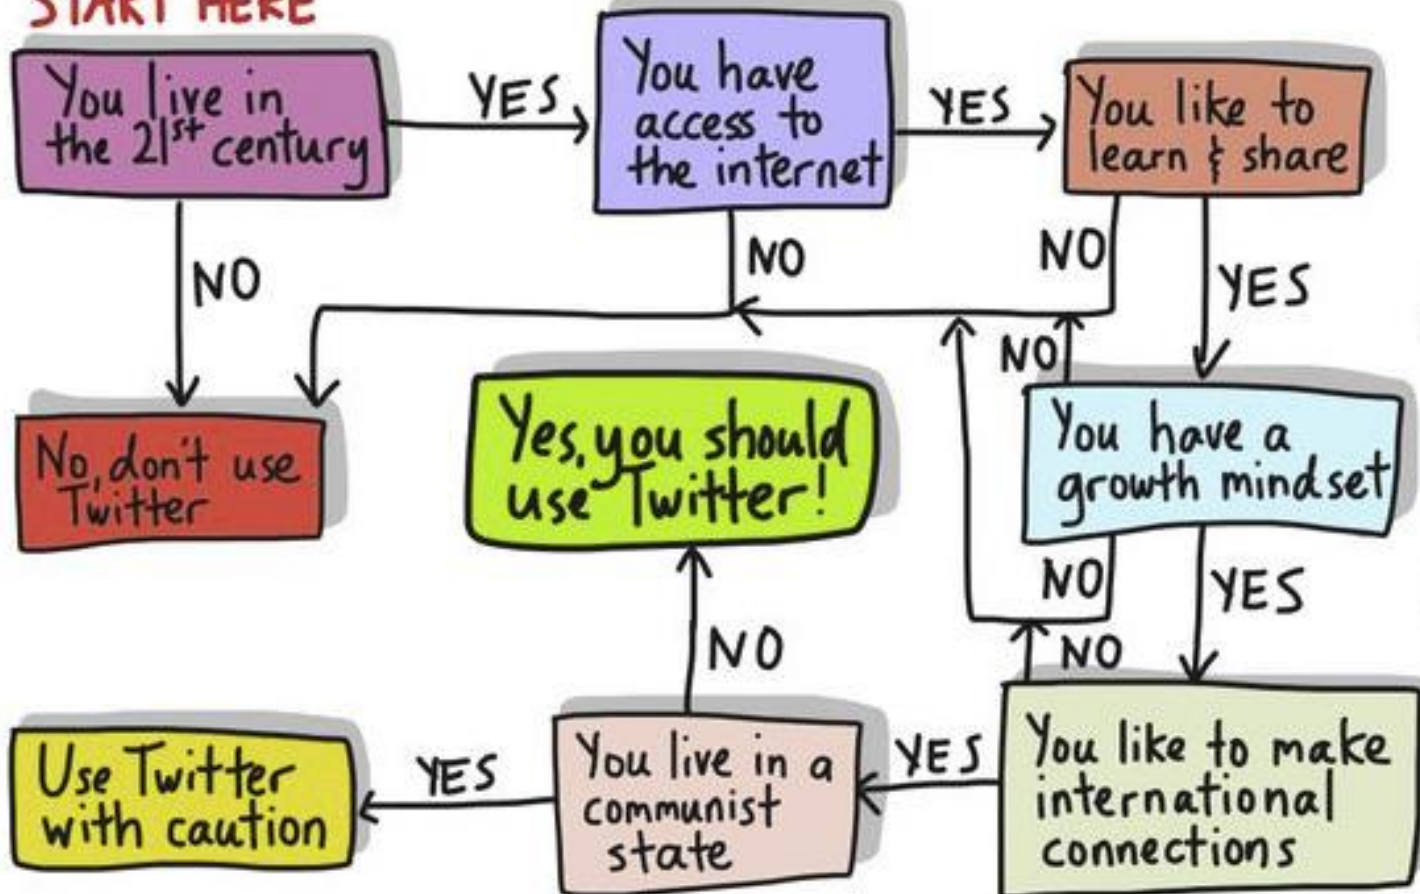 START HERE
You live in
the 21st century
YES
You have
access to
the internet
YES
You like to
learn & share
NO
NO
NO
YES
No, don't use
Twitter
Yes, you should
use Twitter!
NO
You have a
growth mindset
NO
YES
NO
NO
Use Twitter
with caution
YES
You live in a
communist
state
YES
You like to make
international
connections